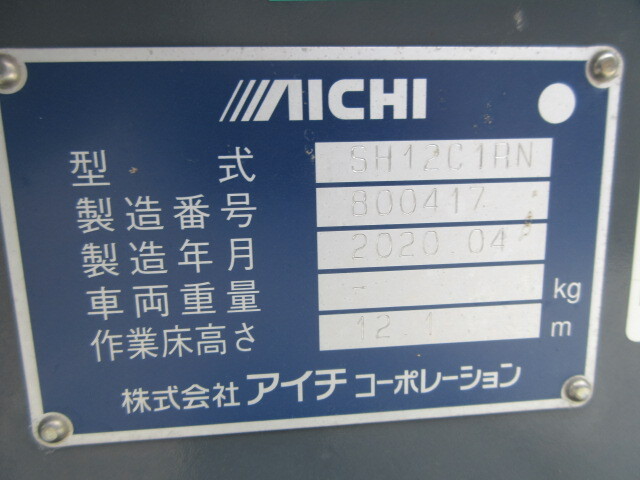 AICHI
型式 SH12C1RN
製造番号 800417
製造年月 2020.04
車両重量 - kg
作業床高さ 12.1 m
株式会社 アイチ コーポレーション